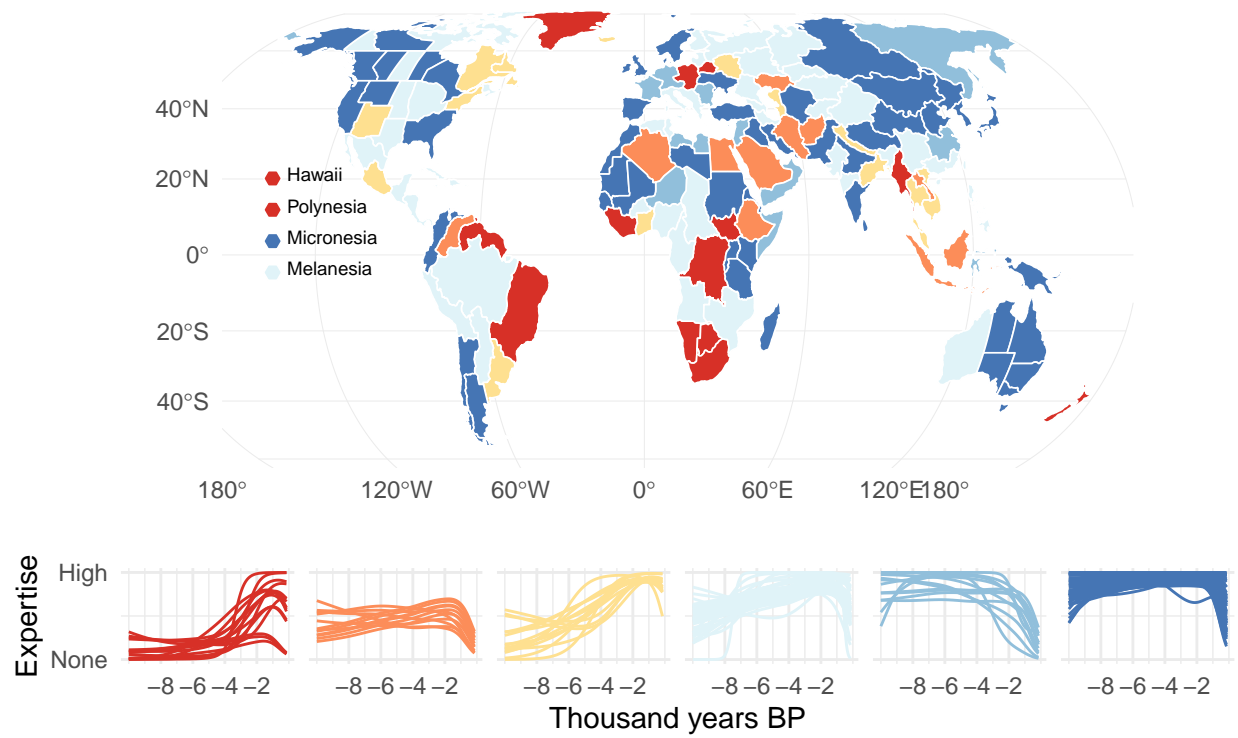 40°N
20°N
0°
20°S
40°S
Hawaii
Polynesia
Micronesia
Melanesia
180° 120°W 60°W 0° 60°E 120°E180°
Expertise
High
None
−8 −6 −4 −2 −8 −6 −4 −2 −8 −6 −4 −2 −8 −6 −4 −2 −8 −6 −4 −2 −8 −6 −4 −2
Thousand years BP